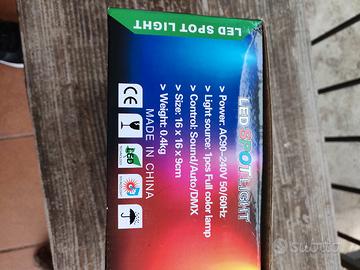 LED SPOT LIGHT
LED SPOTLIGHT
> Power: AC90-240V 50/60Hz
> Light source: 1pcs Full color lamp
> Control: Sound/Auto/DMX
> Size: 16 x 16 x 9cm
> Weight: 0.4kg
CE
MADE IN CHINA
subito